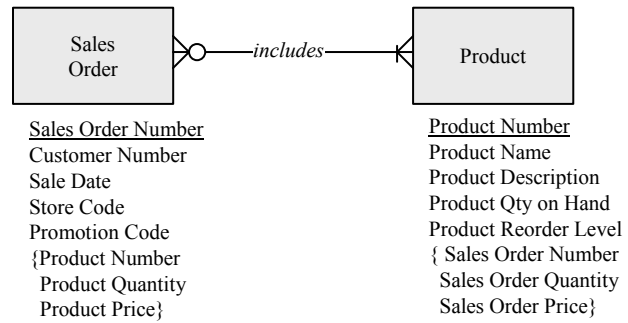 Sales
Order
includes
Product
Sales Order Number
Customer Number
Sale Date
Store Code
Promotion Code
{Product Number
Product Quantity
Product Price}
Product Number
Product Name
Product Description
Product Qty on Hand
Product Reorder Level
{ Sales Order Number
Sales Order Quantity
Sales Order Price}